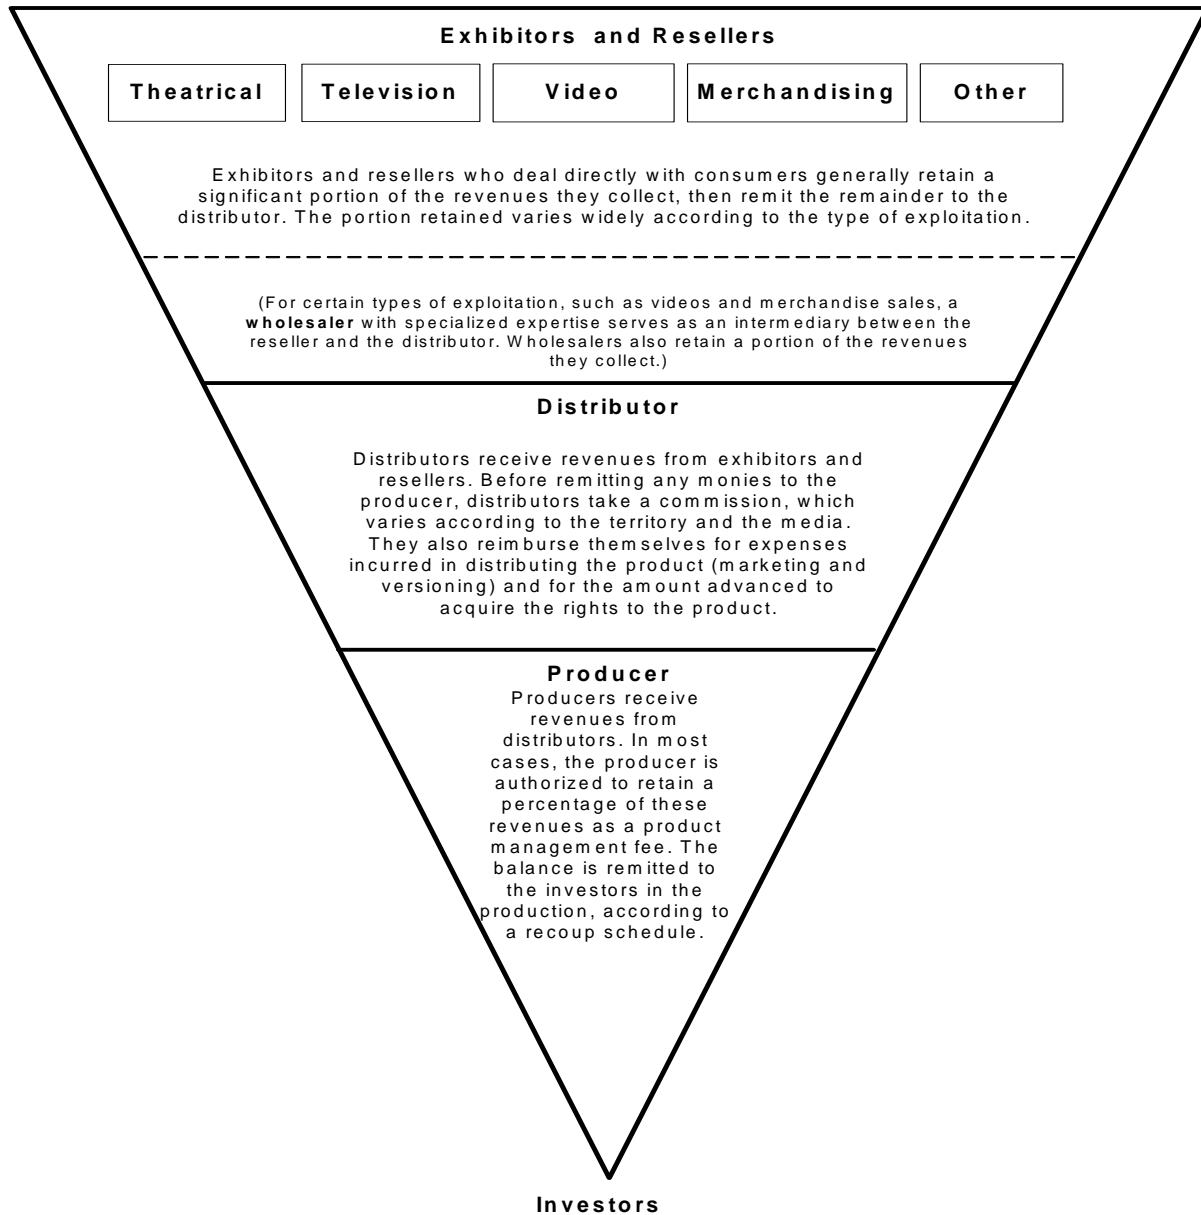 Exhibitors and Resellers
Theatrical
Television
Video
Merchandising
Other
Exhibitors and resellers who deal directly with consumers generally retain a
significant portion of the revenues they collect, then remit the remainder to the
distributor. The portion retained varies widely according to the type of exploitation.
(For certain types of exploitation, such as videos and merchandise sales, a
wholesaler with specialized expertise serves as an intermediary between the
reseller and the distributor. Wholesalers also retain a portion of the revenues
they collect.)
Distributor
Distributors receive revenues from exhibitors and
resellers. Before remitting any monies to the
producer, distributors take a commission, which
varies according to the territory and the media.
They also reimburse themselves for expenses
incurred in distributing the product (marketing and
versioning) and for the amount advanced to
acquire the rights to the product.
Producer
Producers receive
revenues from
distributors. In most
cases, the producer is
authorized to retain a
percentage of these
revenues as a product
management fee. The
balance is remitted to
the investors in the
production, according to
a recoup schedule.
Investors